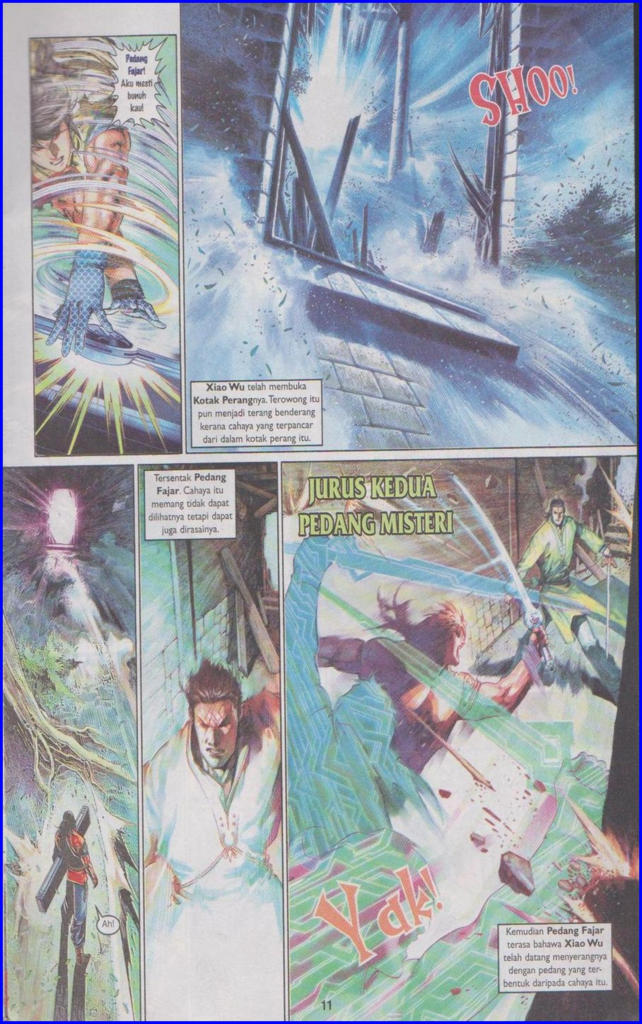 Pedang
Fajar!
Aku mesti
bunuh
kau!
SHOO!
Xiao Wu telah membuka
Kotak Perangnya. Terowong itu
pun menjadi terang benderang
kerana cahaya yang terpancar
dari dalam kotak perang itu.
Ah!
Tersentak Pedang
Fajar. Cahaya itu
memang tidak dapat
dilihatnya tetapi dapat
juga dirasainya.
JURUS KEDUA
PEDANG MISTERI
Yak!
Kemudian Pedang Fajar
terasa bahawa Xiao Wu
telah datang menyerangnya
dengan pedang yang ter-
bentuk daripada cahaya itu.
11